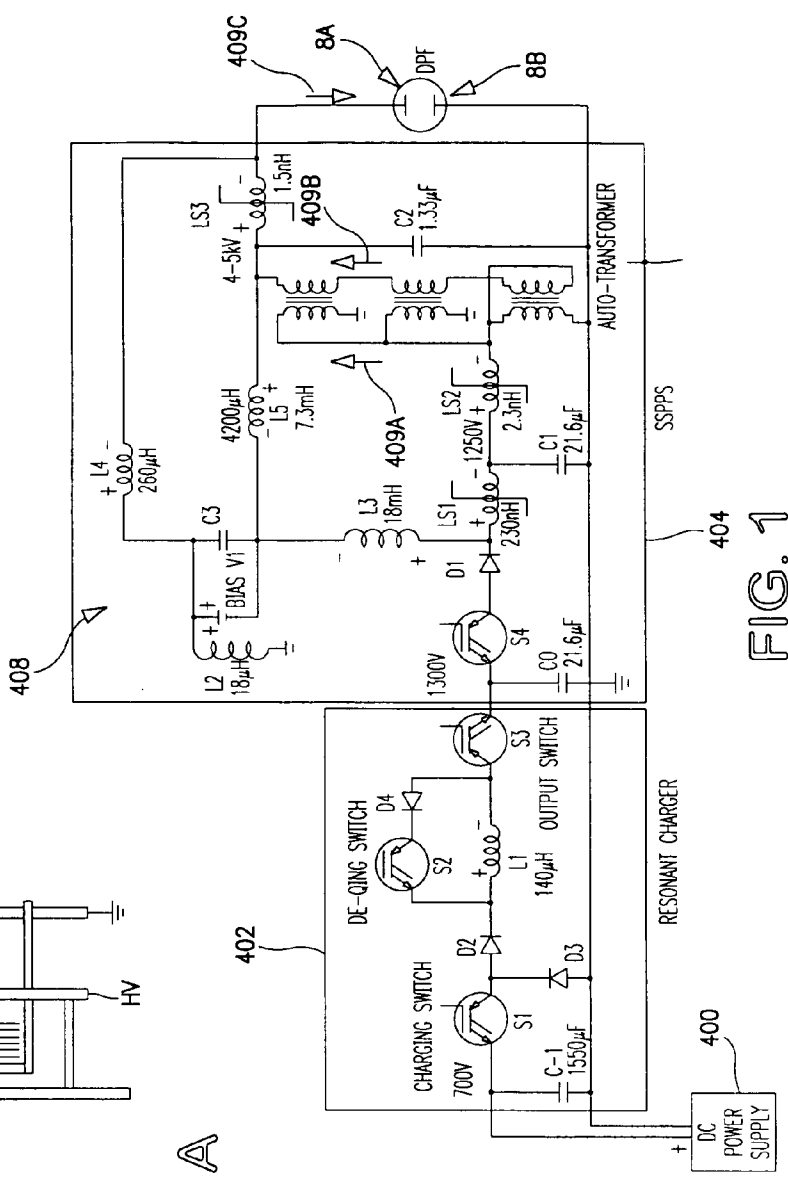 408
L2
18μH
BIAS V1
C3
L4
260μH
4200μH
L5
7.3mH
L3
18mH
409A
409B
409C
4-5kV
LS3
1.5nH
C2
1.33μF
8A
DPF
8B
1300V
S4
D1
C0
21.6μF
LS1
230nH
1250V
LS2
2.3nH
C1
21.6μF
AUTO-TRANSFORMER
SSPPS
404
402
CHARGING SWITCH
700V
S1
C-1
1550μF
D2
D3
DE-QING SWITCH
S2
D4
L1
140μH
S3
OUTPUT SWITCH
RESONANT CHARGER
400
DC
POWER
SUPPLY
HV
A
FIG. 1